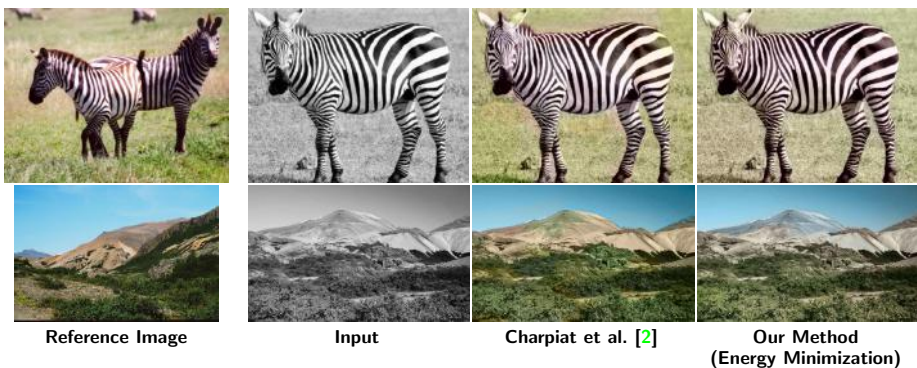 Reference Image
Input
Charpiat et al. [2]
Our Method
(Energy Minimization)